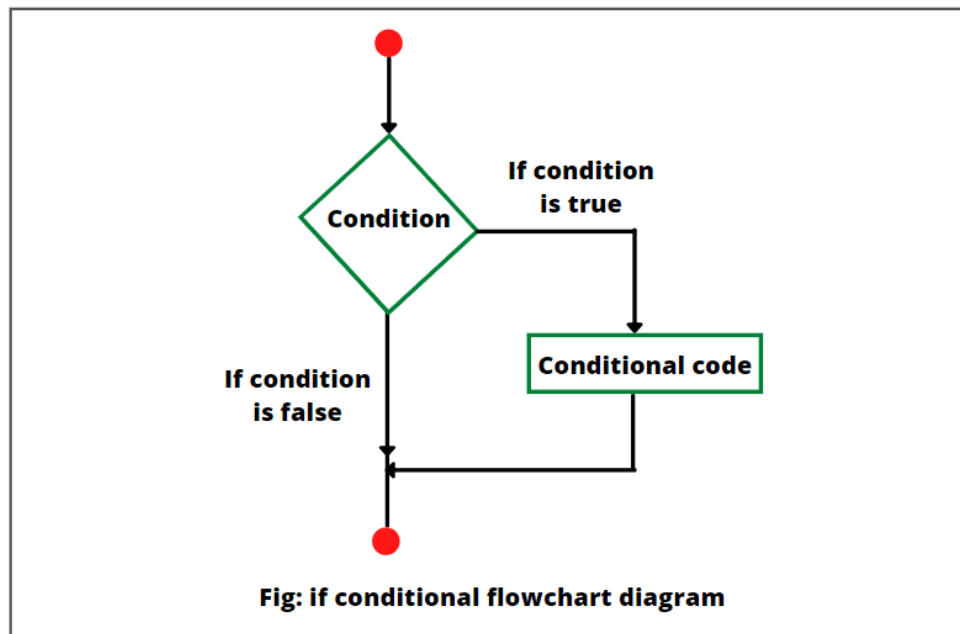 If condition
is true
Condition
Conditional code
If condition
is false
Fig: if conditional flowchart diagram